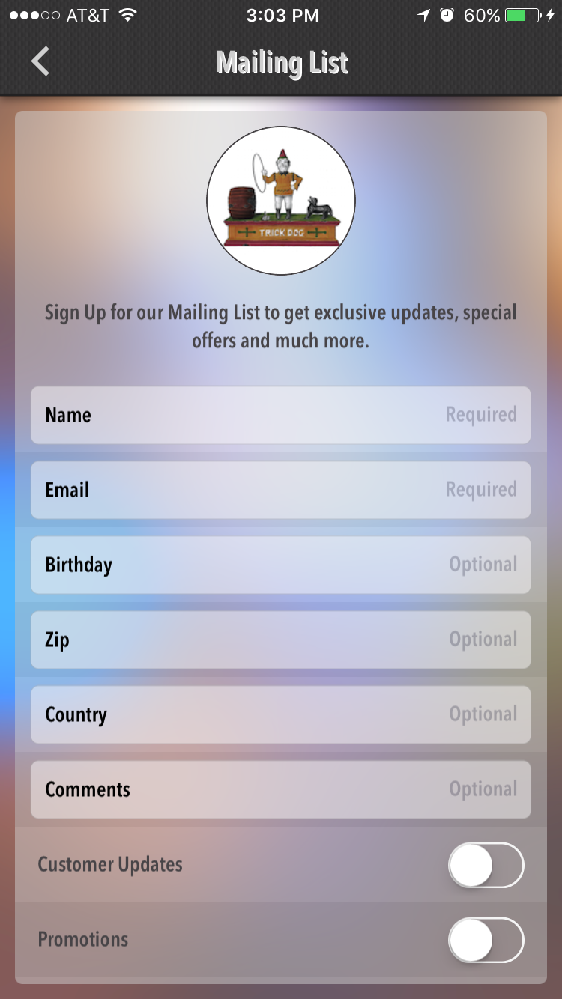 AT&T 3:03 PM 60%
Mailing List
TRICK DOG
Sign Up for our Mailing List to get exclusive updates, special
offers and much more.
Name Required
Email Required
Birthday Optional
Zip Optional
Country Optional
Comments Optional
Customer Updates
Promotions